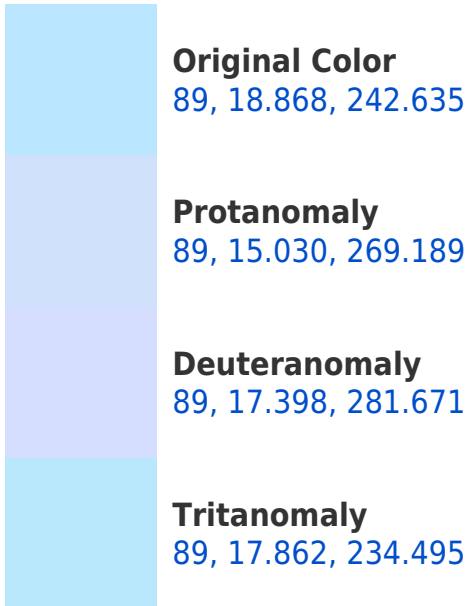 Original Color
89, 18.868, 242.635
Protanomaly
89, 15.030, 269.189
Deuteranomaly
89, 17.398, 281.671
Tritanomaly
89, 17.862, 234.495